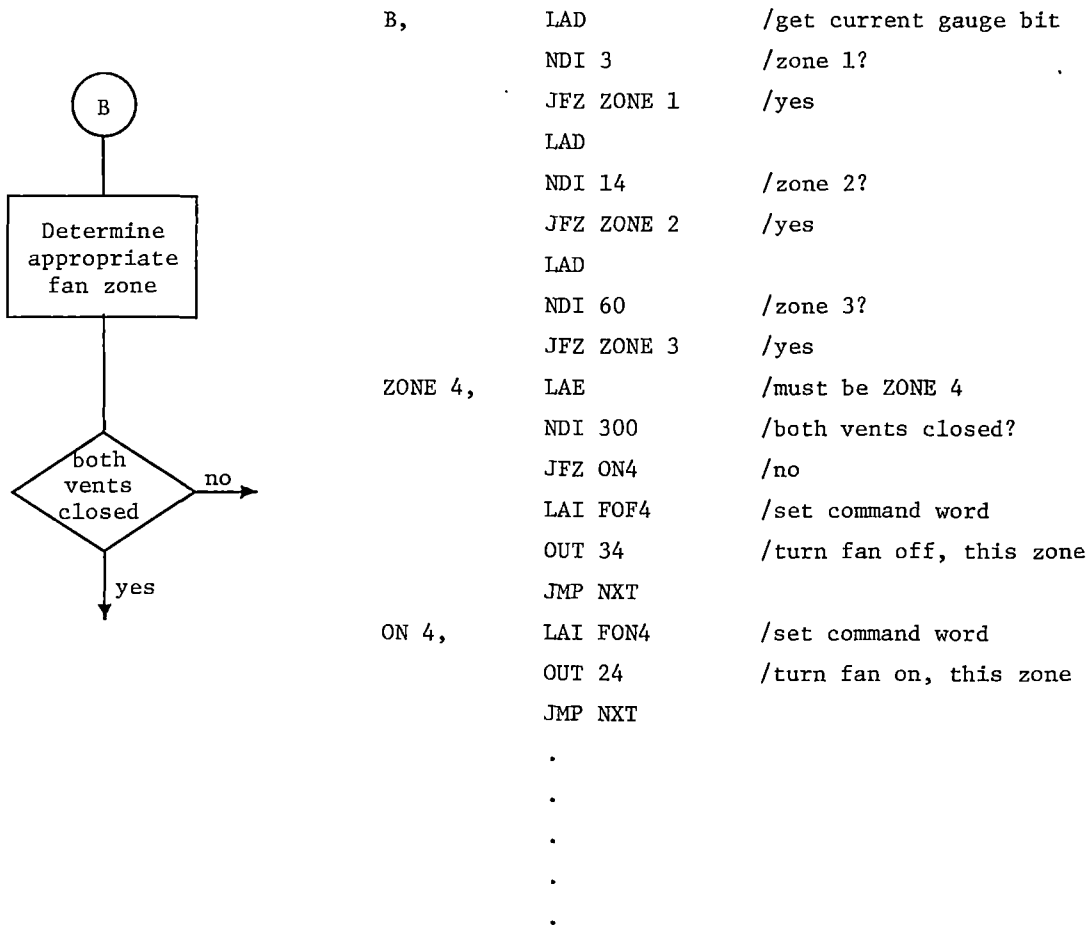 B
Determine
appropriate
fan zone
both
vents
closed
no
yes
B, LAD /get current gauge bit
NDI 3 /zone 1?
JFZ ZONE 1 /yes
LAD
NDI 14 /zone 2?
JFZ ZONE 2 /yes
LAD
NDI 60 /zone 3?
JFZ ZONE 3 /yes
ZONE 4, LAE /must be ZONE 4
NDI 300 /both vents closed?
JFZ ON4 /no
LAI FOF4 /set command word
OUT 34 /turn fan off, this zone
JMP NXT
ON 4, LAI FON4 /set command word
OUT 24 /turn fan on, this zone
JMP NXT
.
.
.
.
.